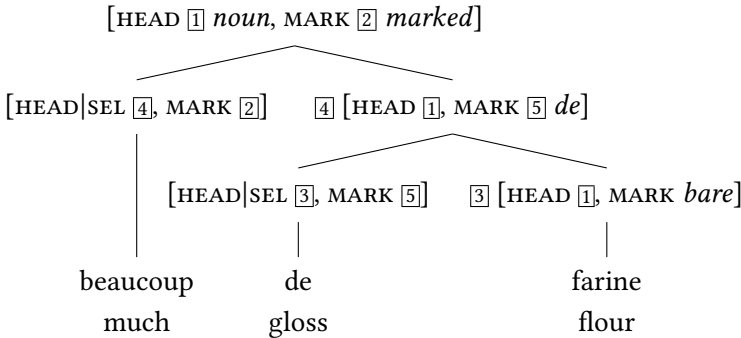 [HEAD 1 noun, MARK 2 marked]
[HEAD|SEL 4, MARK 2] 4 [HEAD 1, MARK 5 de]
[HEAD|SEL 3, MARK 5] 3 [HEAD 1, MARK bare]
beaucoup de farine
much gloss flour